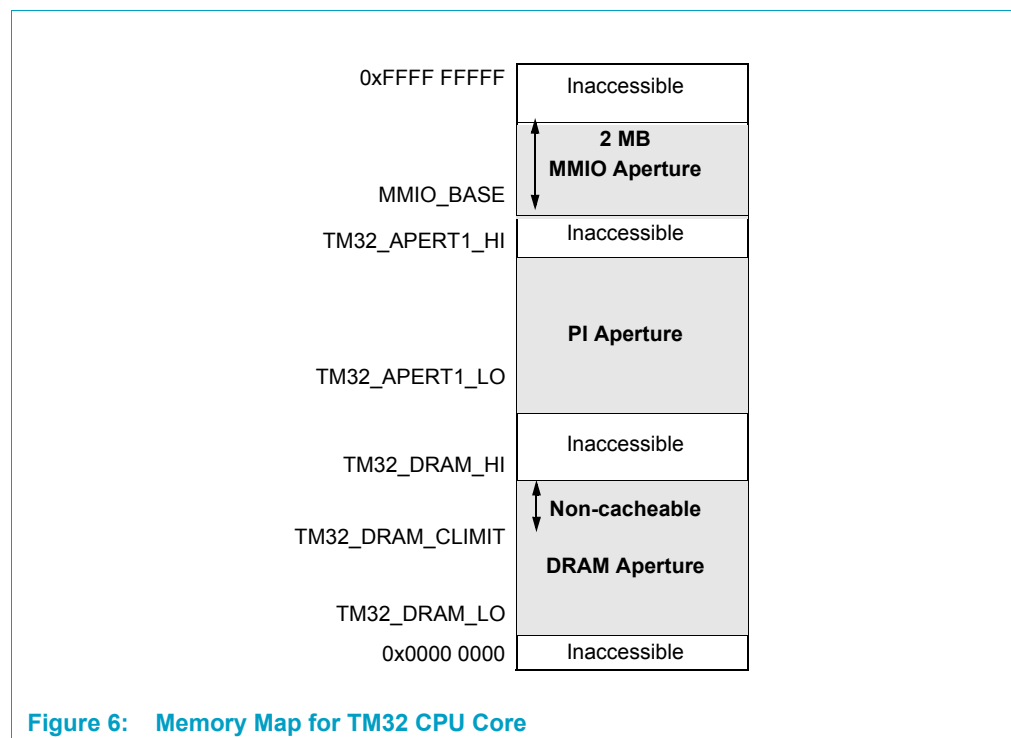 0xFFFF FFFFF
Inaccessible
2 MB
MMIO Aperture
MMIO_BASE
Inaccessible
TM32_APERT1_HI
PI Aperture
TM32_APERT1_LO
Inaccessible
TM32_DRAM_HI
Non-cacheable
TM32_DRAM_CLIMIT
DRAM Aperture
TM32_DRAM_LO
0x0000 0000
Inaccessible
Figure 6: Memory Map for TM32 CPU Core